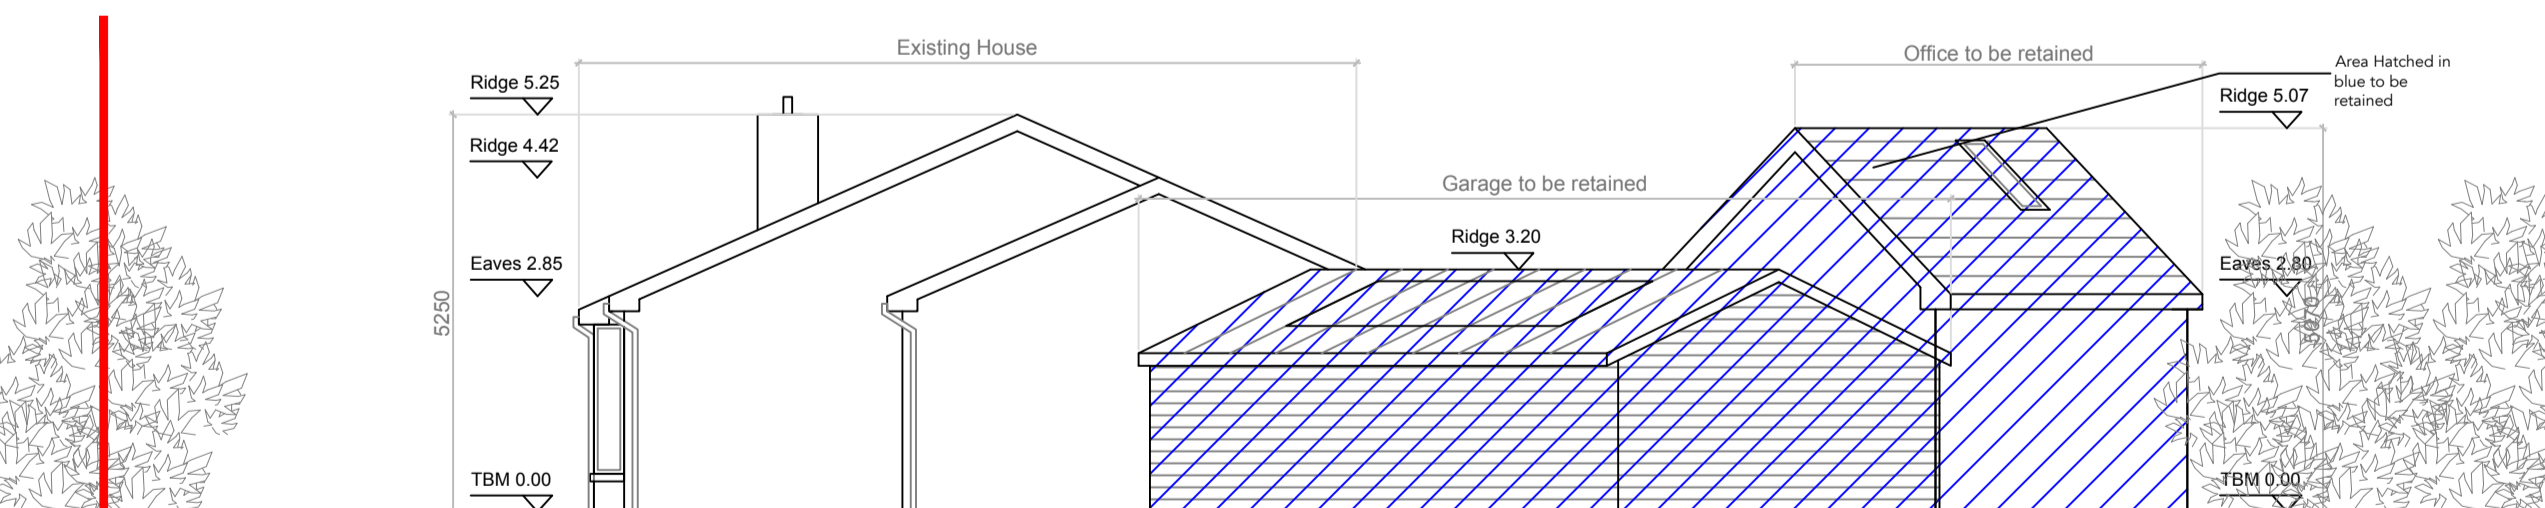 Existing House
Office to be retained
Area Hatched in
blue to be
retained
Ridge 5.25
Ridge 5.07
Ridge 4.42
Garage to be retained
Ridge 3.20
Eaves 2.85
Eaves 2.80
5250
5070
TBM 0.00
TBM 0.00